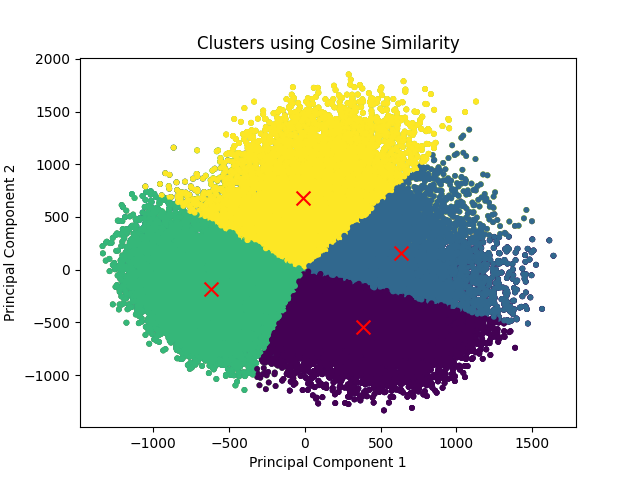 Clusters using Cosine Similarity
2000
1500
1000
500
0
−500
−1000
Principal Component 2
−1000 −500 0 500 1000 1500
Principal Component 1